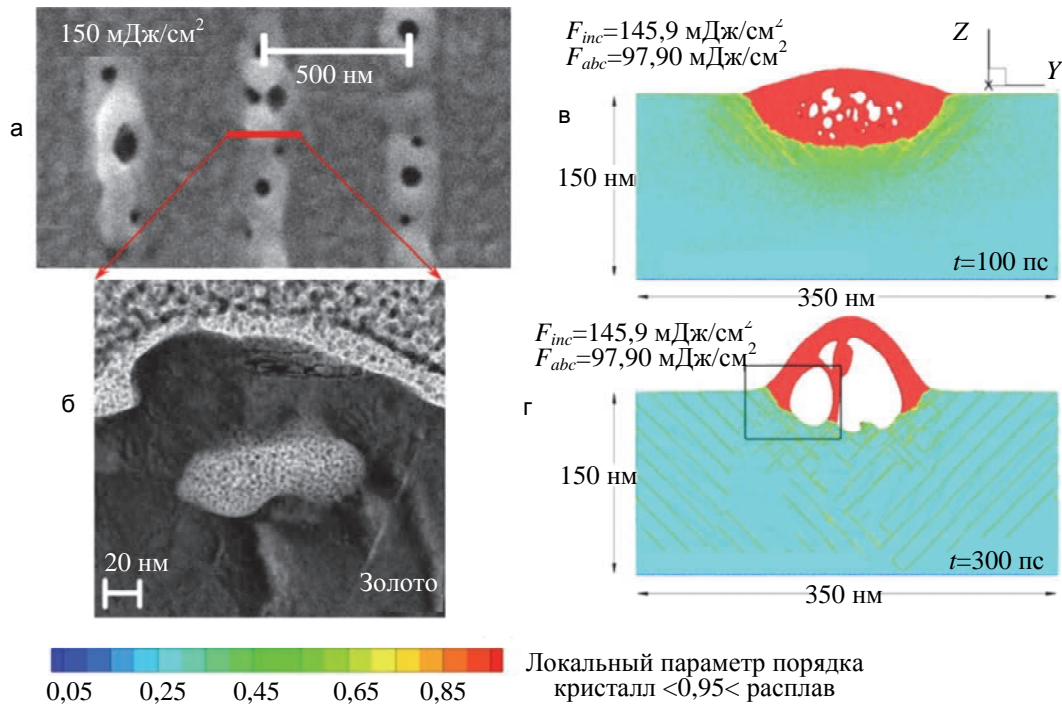 150 мДж/см²
500 нм
а
б
20 нм
Золото
F_inc=145,9 мДж/см²
F_abc=97,90 мДж/см²
Z
Y
x
в
150 нм
t=100 пс
350 нм
F_inc=145,9 мДж/см²
F_abc=97,90 мДж/см²
г
150 нм
t=300 пс
350 нм
0,05 0,25 0,45 0,65 0,85
Локальный параметр порядка
кристалл <0,95< расплав